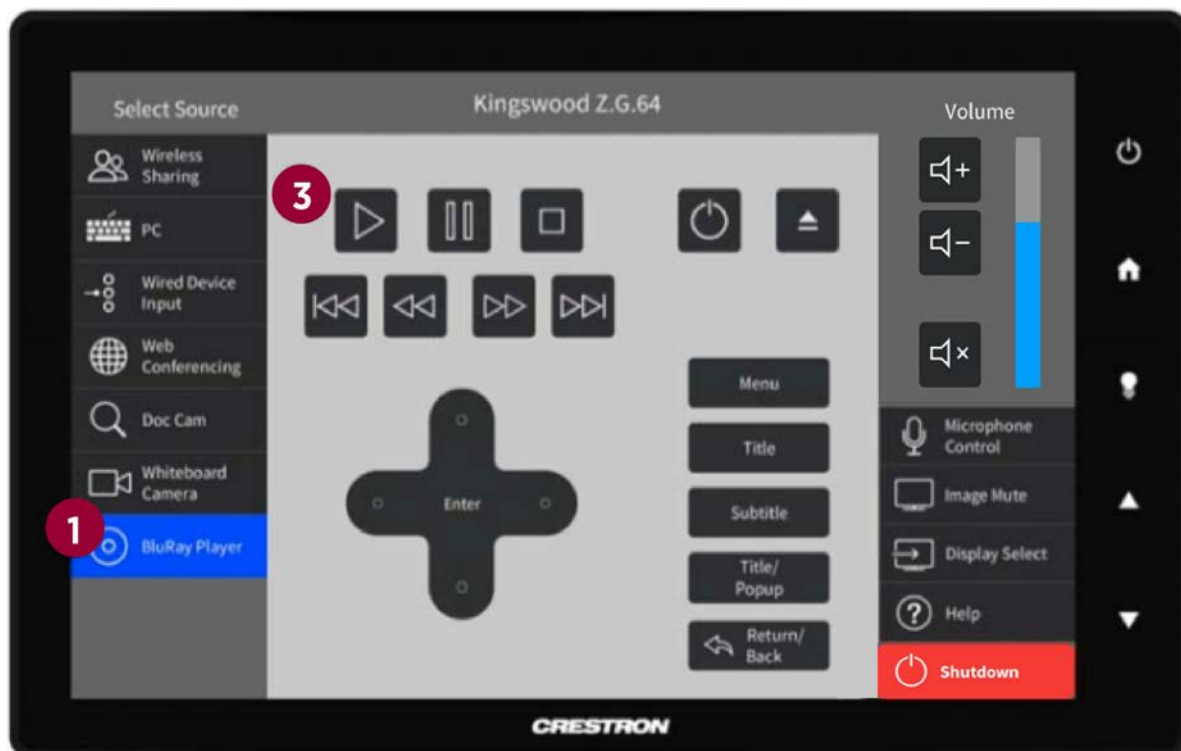 Select Source
Kingswood Z.G.64
Volume
Wireless
Sharing
PC
Wired Device
Input
Web
Conferencing
Doc Cam
Whiteboard
Camera
1
BluRay Player
3
Enter
Menu
Title
Subtitle
Title/
Popup
Return/
Back
Microphone
Control
Image Mute
Display Select
Help
Shutdown
CRESTRON